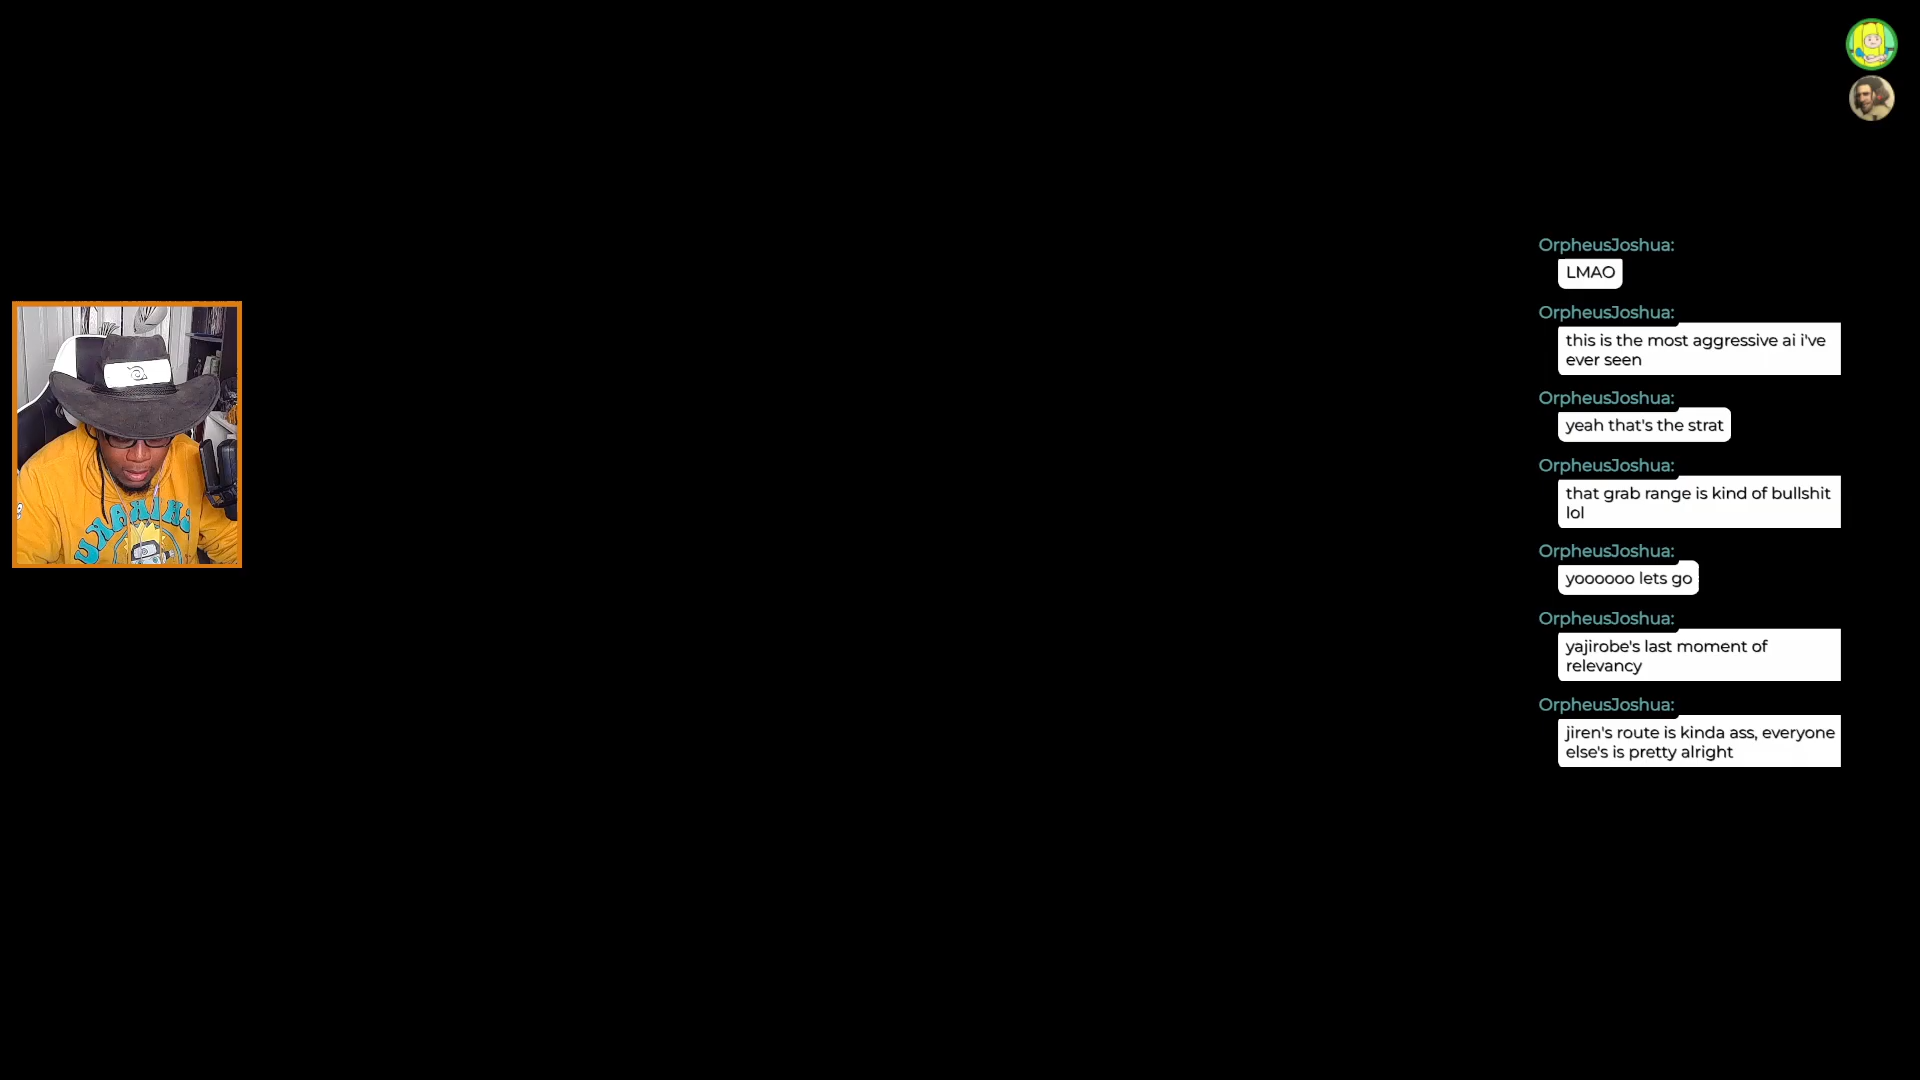 OrpheusJoshua:
LMAO
OrpheusJoshua:
this is the most aggressive ai i've
ever seen
OrpheusJoshua:
yeah that's the strat
OrpheusJoshua:
that grab range is kind of bullshit
lol
OrpheusJoshua:
yoooooo lets go
OrpheusJoshua:
yajirobe's last moment of
relevancy
OrpheusJoshua:
jiren's route is kinda ass, everyone
else's is pretty alright